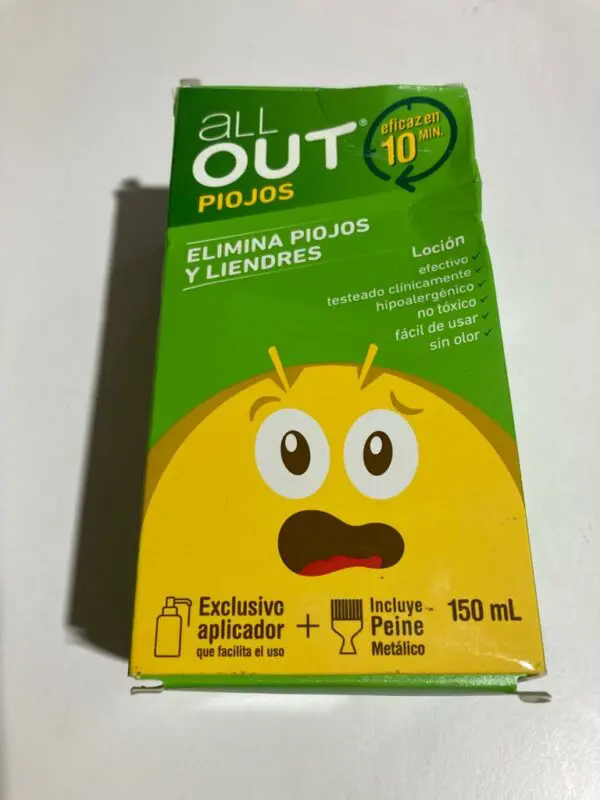 aLL
OUT®
PIOJOS
eficaz en
10 MIN.
ELIMINA PIOJOS
Y LIENDRES
Loción
efectivo ✓
testeado clínicamente ✓
hipoalergénico ✓
no tóxico ✓
fácil de usar ✓
sin olor ✓
Exclusivo
aplicador
que facilita el uso
+
Incluye
Peine
Metálico
150 mL